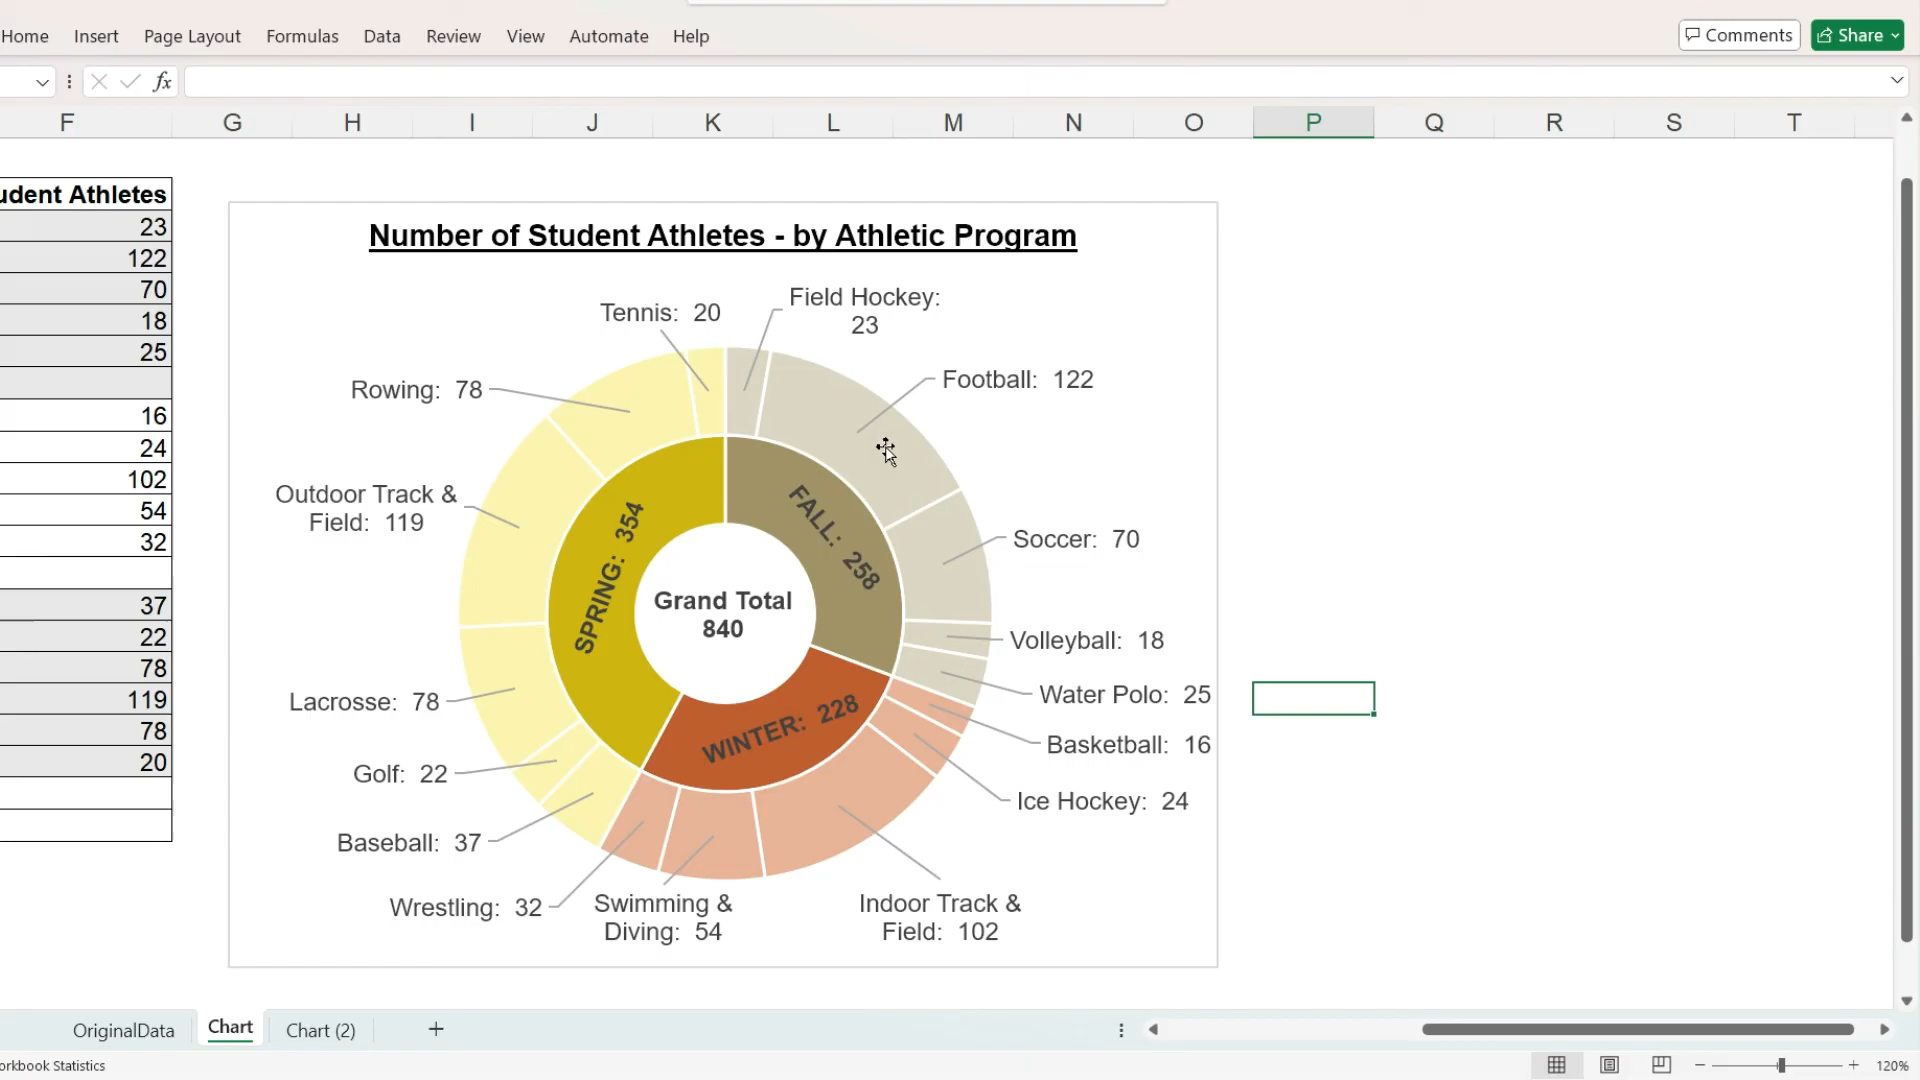 Home Insert Page Layout Formulas Data Review View Automate Help Comments Share
fx
F G H I J K L M N O P Q R S T
udent Athletes
23
122
70
18
25
16
24
102
54
32
37
22
78
119
78
20
Number of Student Athletes - by Athletic Program
Tennis: 20
Field Hockey:
23
Football: 122
Rowing: 78
Outdoor Track &
Field: 119
Soccer: 70
SPRING: 354
FALL: 258
WINTER: 228
Grand Total
840
Volleyball: 18
Water Polo: 25
Basketball: 16
Ice Hockey: 24
Lacrosse: 78
Golf: 22
Baseball: 37
Wrestling: 32
Swimming &
Diving: 54
Indoor Track &
Field: 102
OriginalData Chart Chart (2) +
orkbook Statistics
120%